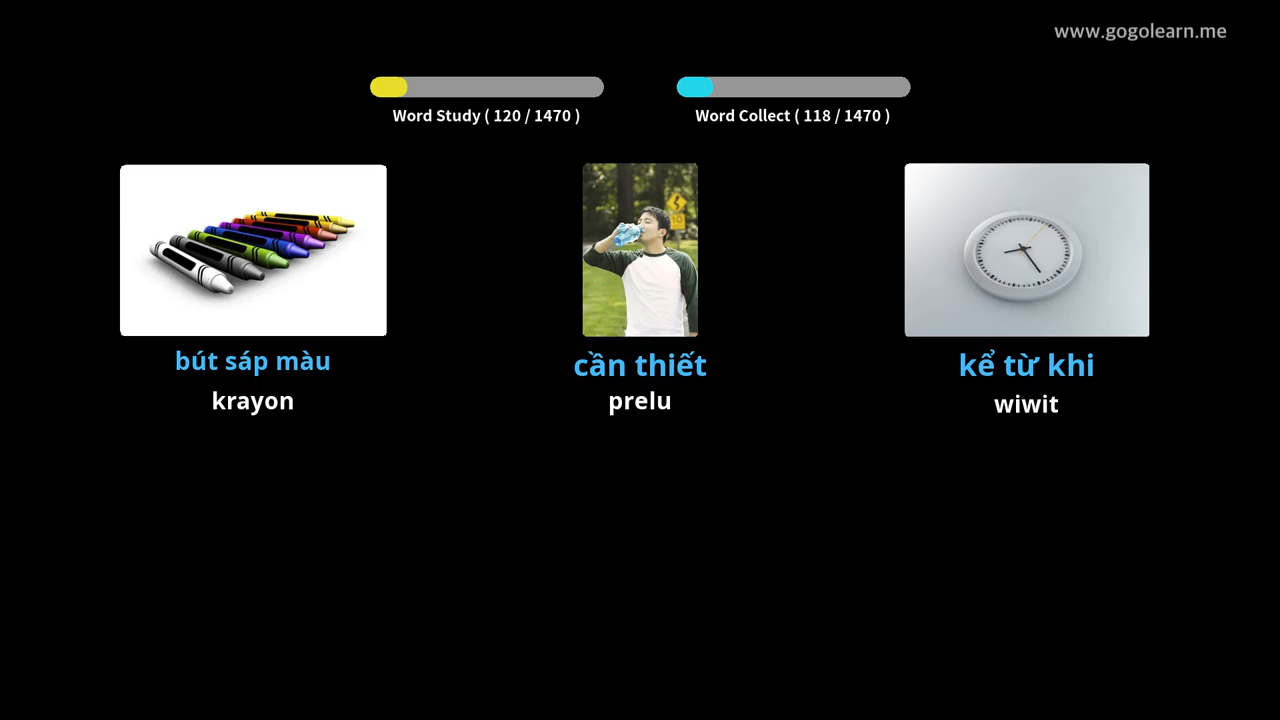 www.gogolearn.me
Word Study ( 120 / 1470 )
Word Collect ( 118 / 1470 )
bút sáp màu
krayon
cần thiết
prelu
kể từ khi
wiwit